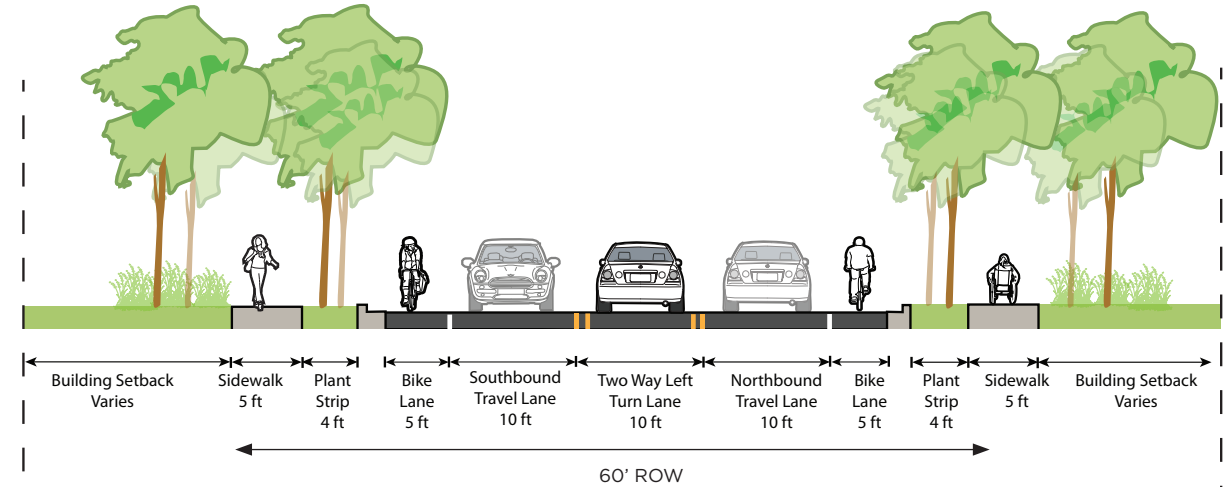 Building Setback
Varies
Sidewalk
5 ft
Plant
Strip
4 ft
Bike
Lane
5 ft
Southbound
Travel Lane
10 ft
Two Way Left
Turn Lane
10 ft
Northbound
Travel Lane
10 ft
Bike
Lane
5 ft
Plant
Strip
4 ft
Sidewalk
5 ft
Building Setback
Varies
60' ROW